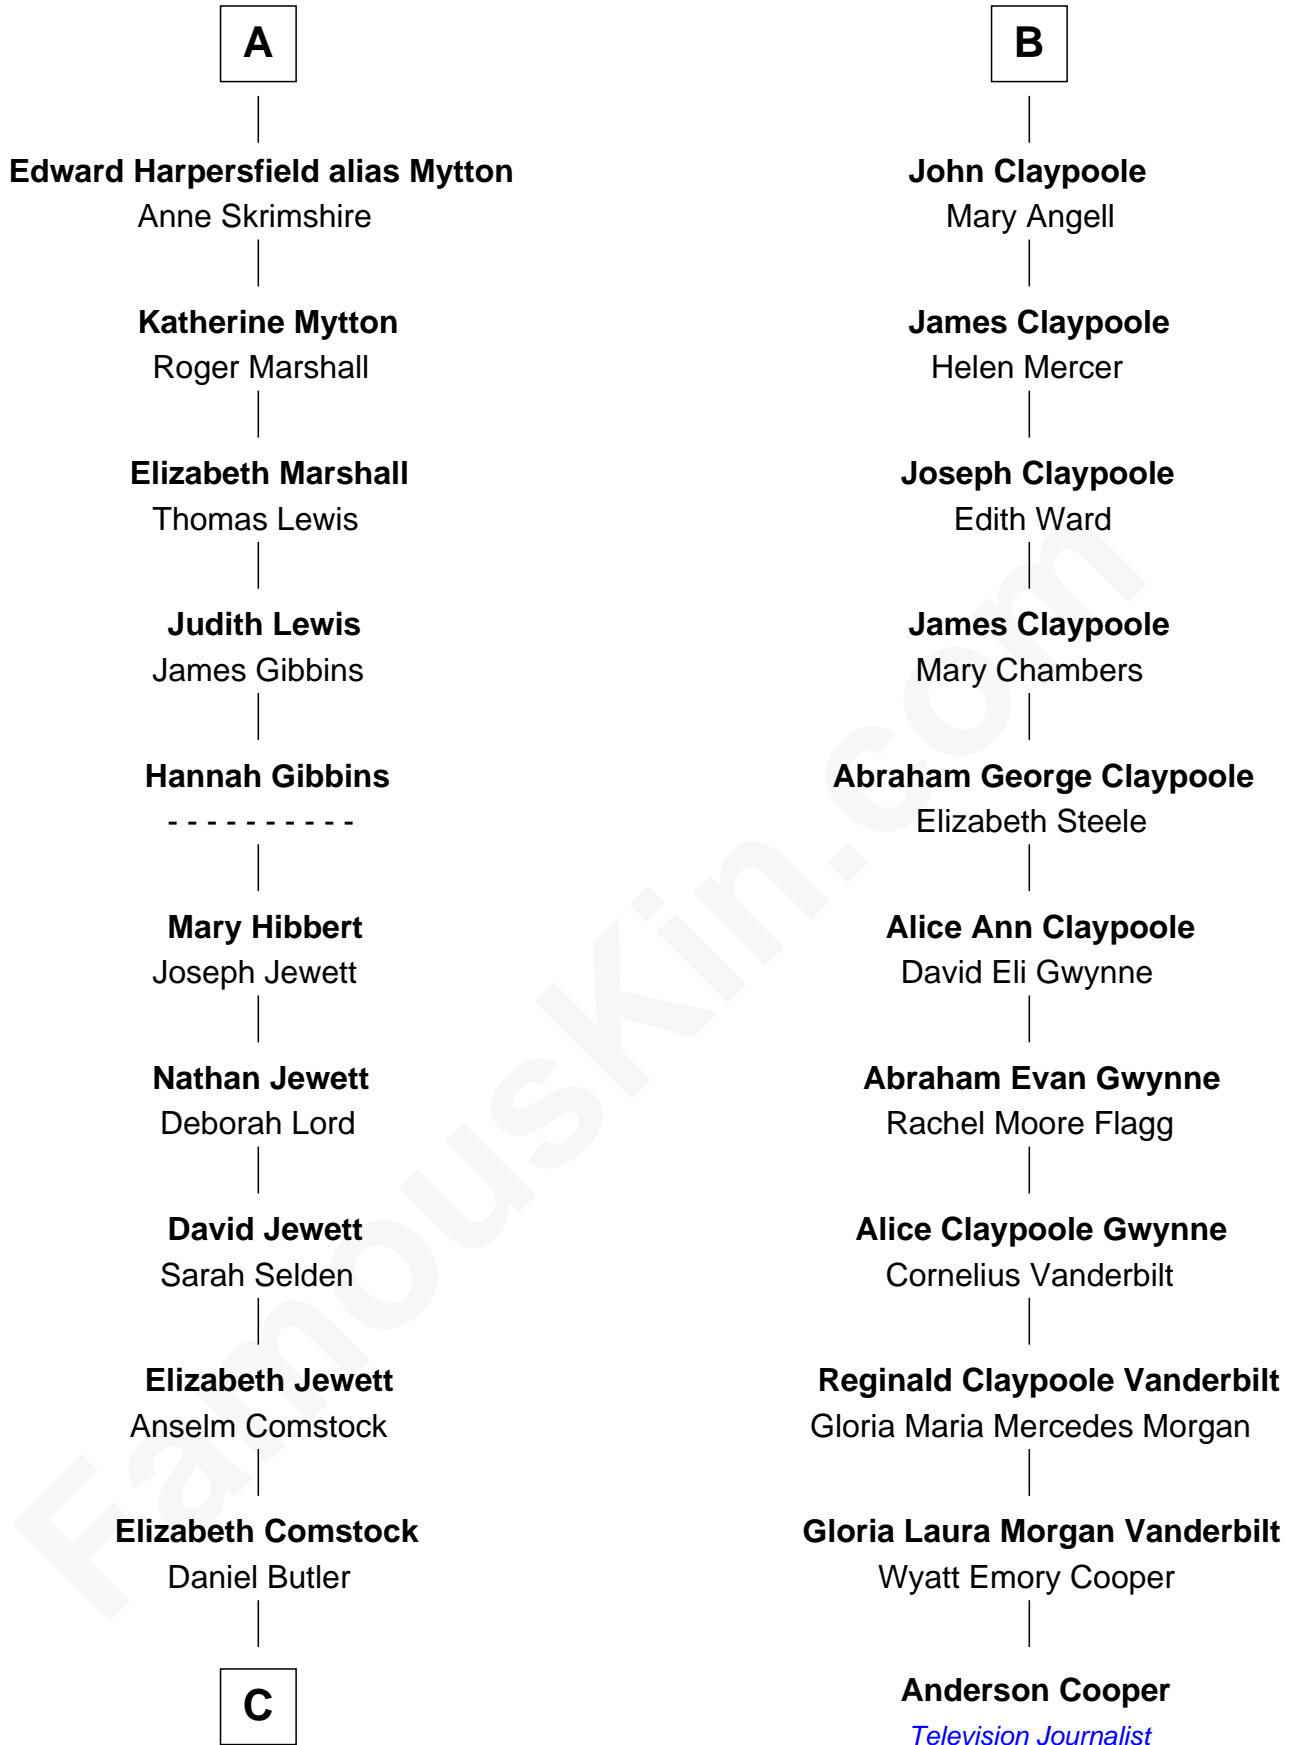 A
Edward Harpersfield alias Mytton
Anne Skrimshire
Katherine Mytton
Roger Marshall
Elizabeth Marshall
Thomas Lewis
Judith Lewis
James Gibbins
Hannah Gibbins
- - - - - - - - - -
Mary Hibbert
Joseph Jewett
Nathan Jewett
Deborah Lord
David Jewett
Sarah Selden
Elizabeth Jewett
Anselm Comstock
Elizabeth Comstock
Daniel Butler
C
B
John Claypoole
Mary Angell
James Claypoole
Helen Mercer
Joseph Claypoole
Edith Ward
James Claypoole
Mary Chambers
Abraham George Claypoole
Elizabeth Steele
Alice Ann Claypoole
David Eli Gwynne
Abraham Evan Gwynne
Rachel Moore Flagg
Alice Claypoole Gwynne
Cornelius Vanderbilt
Reginald Claypoole Vanderbilt
Gloria Maria Mercedes Morgan
Gloria Laura Morgan Vanderbilt
Wyatt Emory Cooper
Anderson Cooper
Television Journalist
FamousKin.com